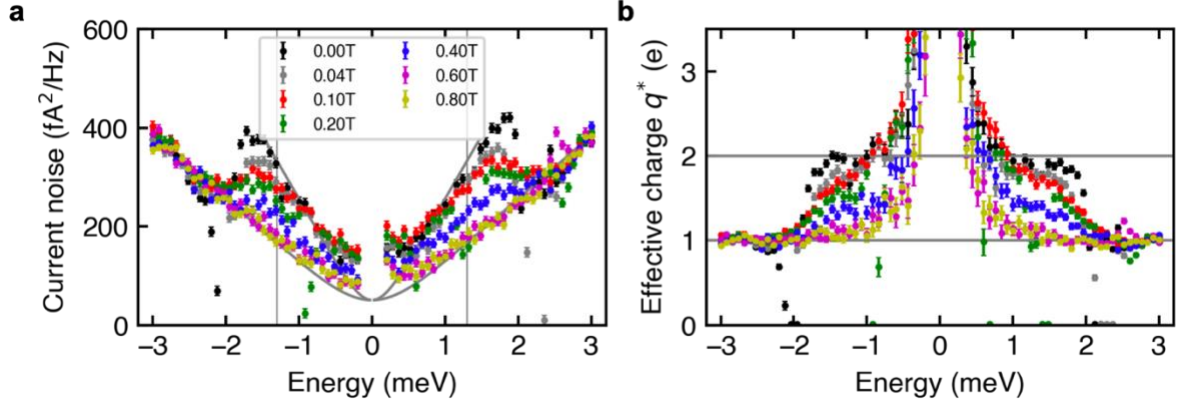 a
b
600
400
200
0
Current noise (fA²/Hz)
0.00T
0.04T
0.10T
0.20T
0.40T
0.60T
0.80T
−3 −2 −1 0 1 2 3
Energy (meV)
3
2
1
0
Effective charge q* (e)
−3 −2 −1 0 1 2 3
Energy (meV)